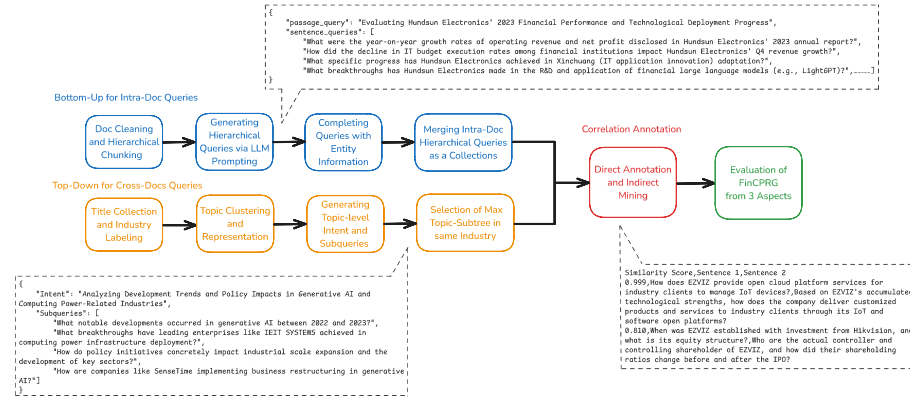 {
"passage_query": "Evaluating Hundsun Electronics' 2023 Financial Performance and Technological Deployment Progress",
"sentence_queries": [
"What were the year-on-year growth rates of operating revenue and net profit disclosed in Hundsun Electronics' 2023 annual report?",
"How did the decline in IT budget execution rates among financial institutions impact Hundsun Electronics' Q4 revenue growth?",
"What specific progress has Hundsun Electronics achieved in Xinchuang (IT application innovation) adaptation?",
"What breakthroughs has Hundsun Electronics made in the R&D and application of financial large language models (e.g., LightGPT)?",……]
}
Bottom-Up for Intra-Doc Queries
Doc Cleaning
and Hierarchical
Chunking
Generating
Hierarchical
Queries via LLM
Prompting
Completing
Queries with
Entity
Information
Merging Intra-Doc
Hierarchical Queries
as a Collections
Top-Down for Cross-Docs Queries
Title Collection
and Industry
Labeling
Topic Clustering
and
Representation
Generating
Topic-level
Intent and
Subqueries
Selection of Max
Topic-Subtree in
same Industry
Correlation Annotation
Direct Annotation
and Indirect
Mining
Evaluation of
FinCPRG
from 3 Aspects
{
"Intent": "Analyzing Development Trends and Policy Impacts in Generative AI and
Computing Power-Related Industries",
"Subqueries": [
"What notable developments occurred in generative AI between 2022 and 2023?",
"What breakthroughs have leading enterprises like IEIT SYSTEMS achieved in
computing power infrastructure deployment?",
"How do policy initiatives concretely impact industrial scale expansion and the
development of key sectors?",
"How are companies like SenseTime implementing business restructuring in generative
AI?"]
}
Similarity Score,Sentence 1,Sentence 2
0.999,How does EZVIZ provide open cloud platform services for
industry clients to manage IoT devices?,Based on EZVIZ's accumulated
technological strengths, how does the company deliver customized
products and services to industry clients through its IoT and
software open platforms?
0.810,When was EZVIZ established with investment from Hikvision, and
what is its equity structure?,Who are the actual controller and
controlling shareholder of EZVIZ, and how did their shareholding
ratios change before and after the IPO?